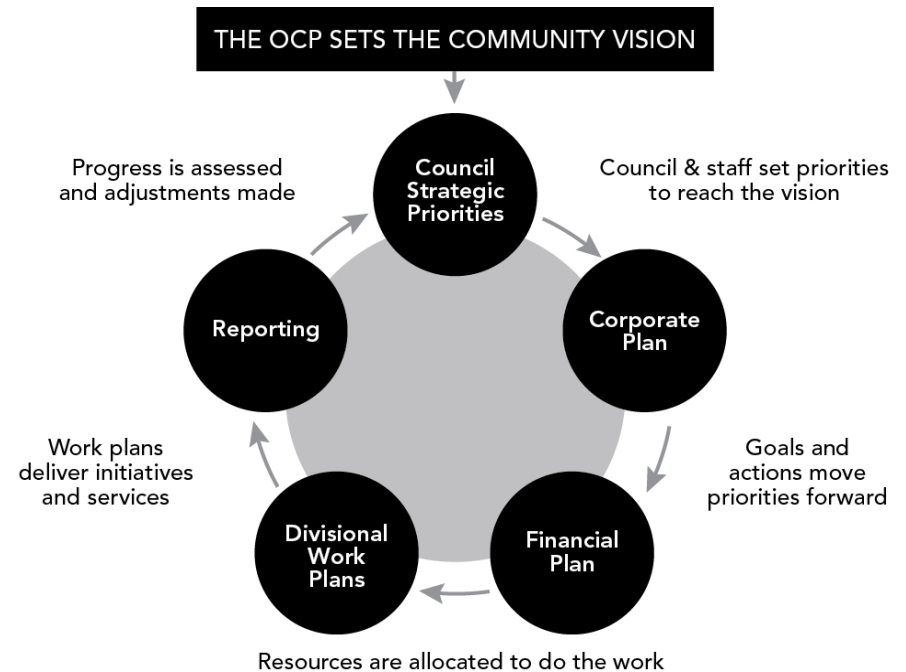 THE OCP SETS THE COMMUNITY VISION
Council
Strategic
Priorities
Council & staff set priorities
to reach the vision
Corporate
Plan
Goals and
actions move
priorities forward
Financial
Plan
Resources are allocated to do the work
Divisional
Work
Plans
Work plans
deliver initiatives
and services
Reporting
Progress is assessed
and adjustments made